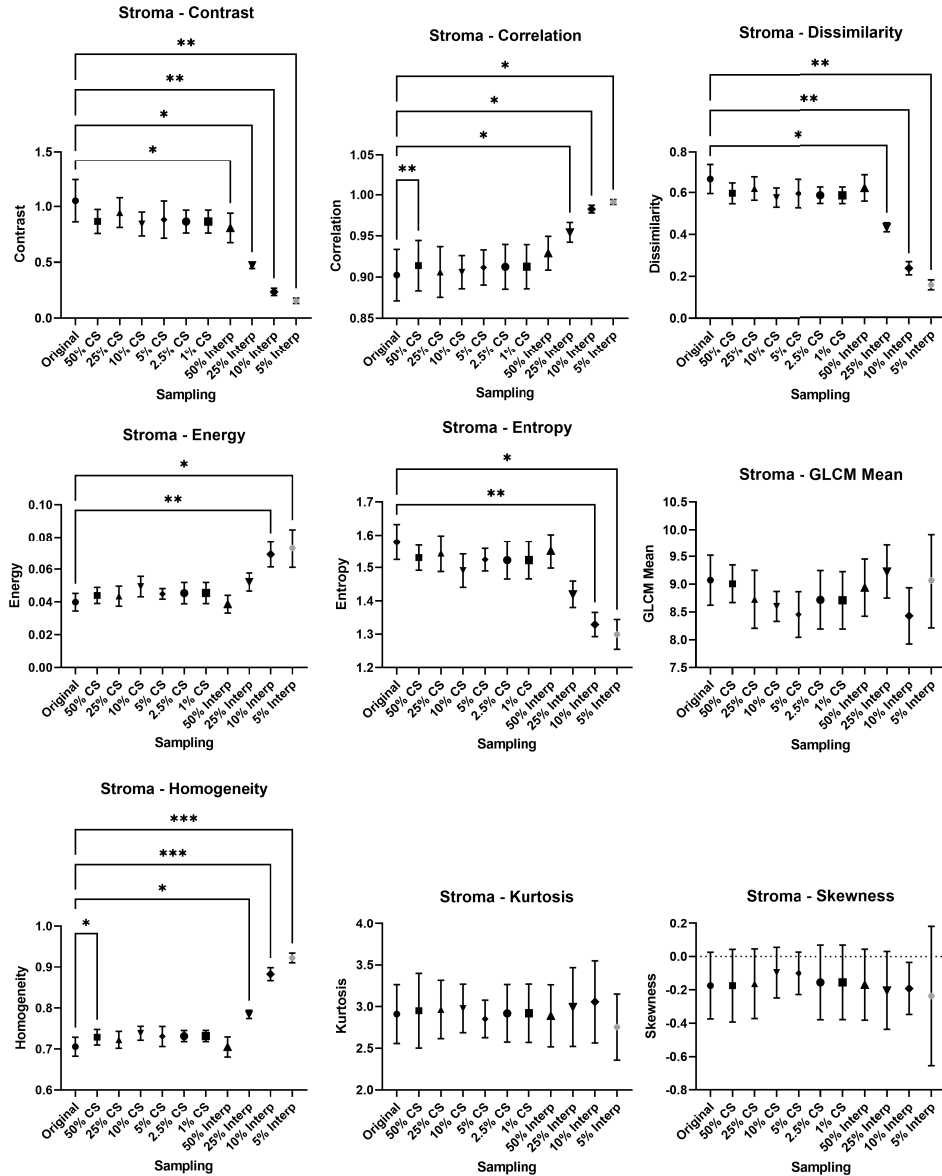 Stroma - Contrast
**
**
*
*
1.5
1.0
0.5
0.0
Contrast
Original
50% CS
25% CS
10% CS
5% CS
2.5% CS
1% CS
50% Interp
25% Interp
10% Interp
5% Interp
Sampling
Stroma - Correlation
*
*
*
**
1.05
1.00
0.95
0.90
0.85
Correlation
Original
50% CS
25% CS
10% CS
5% CS
2.5% CS
1% CS
50% Interp
25% Interp
10% Interp
5% Interp
Sampling
Stroma - Dissimilarity
**
**
*
0.8
0.6
0.4
0.2
0.0
Dissimilarity
Original
50% CS
25% CS
10% CS
5% CS
2.5% CS
1% CS
50% Interp
25% Interp
10% Interp
5% Interp
Sampling
Stroma - Energy
*
**
0.10
0.08
0.06
0.04
0.02
0.00
Energy
Original
50% CS
25% CS
10% CS
5% CS
2.5% CS
1% CS
50% Interp
25% Interp
10% Interp
5% Interp
Sampling
Stroma - Entropy
*
**
1.7
1.6
1.5
1.4
1.3
1.2
Entropy
Original
50% CS
25% CS
10% CS
5% CS
2.5% CS
1% CS
50% Interp
25% Interp
10% Interp
5% Interp
Sampling
Stroma - GLCM Mean
10.5
10.0
9.5
9.0
8.5
8.0
7.5
GLCM Mean
Original
50% CS
25% CS
10% CS
5% CS
2.5% CS
1% CS
50% Interp
25% Interp
10% Interp
5% Interp
Sampling
Stroma - Homogeneity
***
***
*
*
1.0
0.9
0.8
0.7
0.6
Homogeneity
Original
50% CS
25% CS
10% CS
5% CS
2.5% CS
1% CS
50% Interp
25% Interp
10% Interp
5% Interp
Sampling
Stroma - Kurtosis
4.0
3.5
3.0
2.5
2.0
Kurtosis
Original
50% CS
25% CS
10% CS
5% CS
2.5% CS
1% CS
50% Interp
25% Interp
10% Interp
5% Interp
Sampling
Stroma - Skewness
0.2
0.0
-0.2
-0.4
-0.6
-0.8
Skewness
Original
50% CS
25% CS
10% CS
5% CS
2.5% CS
1% CS
50% Interp
25% Interp
10% Interp
5% Interp
Sampling